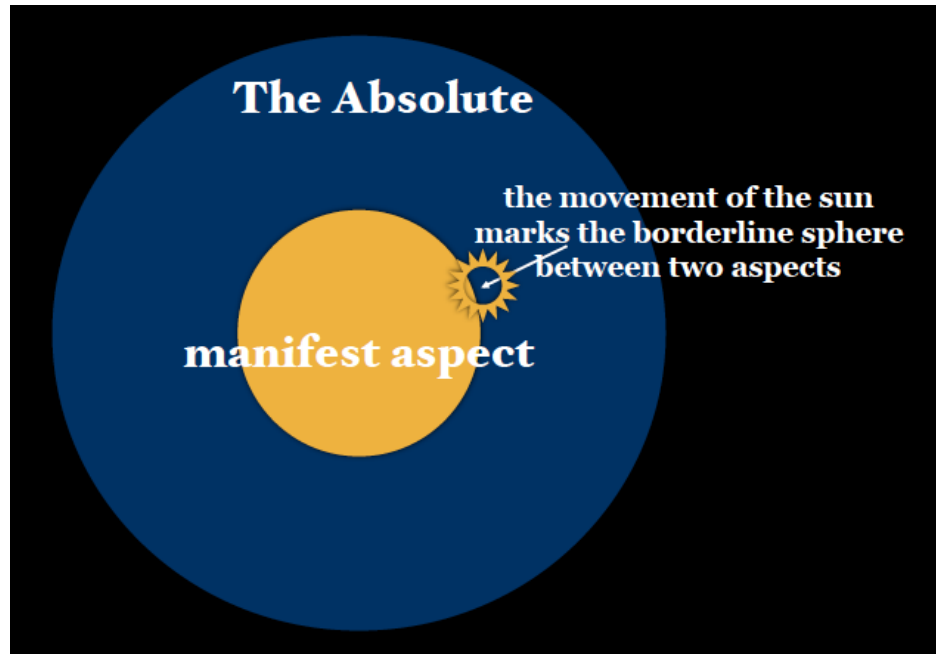 The Absolute
the movement of the sun
marks the borderline sphere
between two aspects
manifest aspect